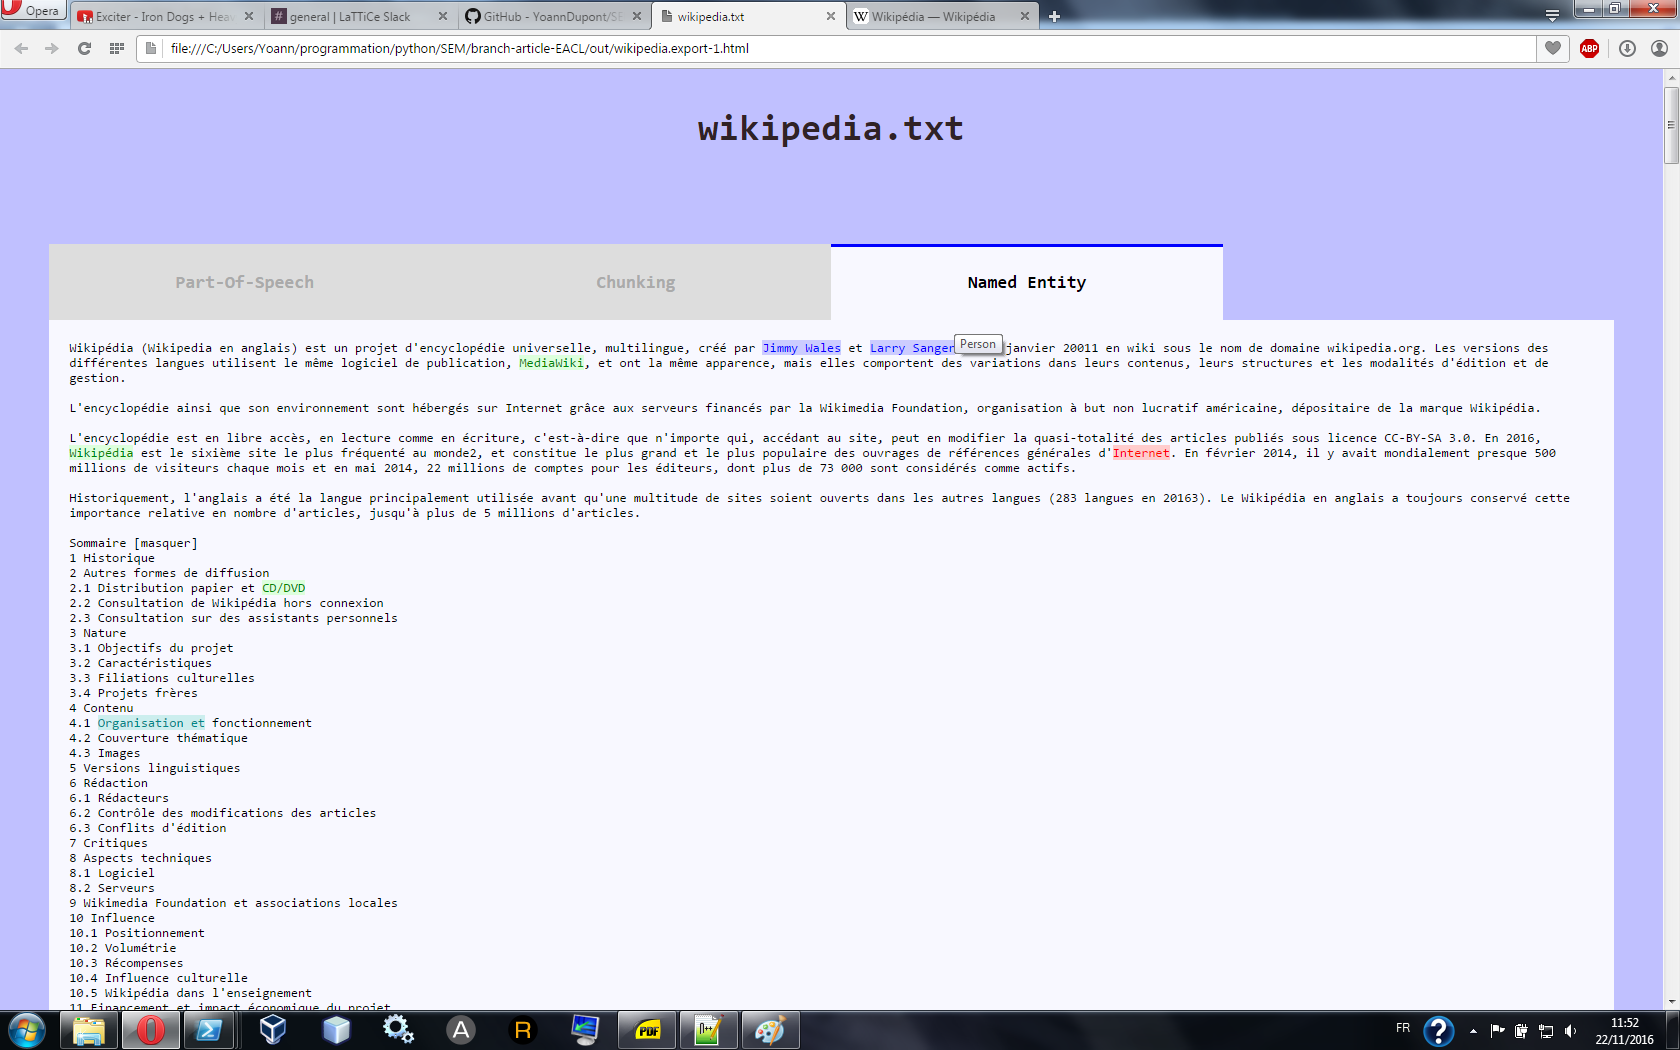 Opera
Exciter - Iron Dogs + Heav
general | LaTTiCe Slack
GitHub - YoannDupont/SE
wikipedia.txt
Wikipédia — Wikipédia
file:///C:/Users/Yoann/programmation/python/SEM/branch-article-EACL/out/wikipedia.export-1.html
ABP
wikipedia.txt
Part-Of-Speech
Chunking
Named Entity
Person
Wikipédia (Wikipedia en anglais) est un projet d'encyclopédie universelle, multilingue, créé par Jimmy Wales et Larry Sanger janvier 20011 en wiki sous le nom de domaine wikipedia.org. Les versions des
différentes langues utilisent le même logiciel de publication, MediaWiki, et ont la même apparence, mais elles comportent des variations dans leurs contenus, leurs structures et les modalités d'édition et de
gestion.
L'encyclopédie ainsi que son environnement sont hébergés sur Internet grâce aux serveurs financés par la Wikimedia Foundation, organisation à but non lucratif américaine, dépositaire de la marque Wikipédia.
L'encyclopédie est en libre accès, en lecture comme en écriture, c'est-à-dire que n'importe qui, accédant au site, peut en modifier la quasi-totalité des articles publiés sous licence CC-BY-SA 3.0. En 2016,
Wikipédia est le sixième site le plus fréquenté au monde2, et constitue le plus grand et le plus populaire des ouvrages de références générales d'Internet. En février 2014, il y avait mondialement presque 500
millions de visiteurs chaque mois et en mai 2014, 22 millions de comptes pour les éditeurs, dont plus de 73 000 sont considérés comme actifs.
Historiquement, l'anglais a été la langue principalement utilisée avant qu'une multitude de sites soient ouverts dans les autres langues (283 langues en 20163). Le Wikipédia en anglais a toujours conservé cette
importance relative en nombre d'articles, jusqu'à plus de 5 millions d'articles.
Sommaire [masquer]
1 Historique
2 Autres formes de diffusion
2.1 Distribution papier et CD/DVD
2.2 Consultation de Wikipédia hors connexion
2.3 Consultation sur des assistants personnels
3 Nature
3.1 Objectifs du projet
3.2 Caractéristiques
3.3 Filiations culturelles
3.4 Projets frères
4 Contenu
4.1 Organisation et fonctionnement
4.2 Couverture thématique
4.3 Images
5 Versions linguistiques
6 Rédaction
6.1 Rédacteurs
6.2 Contrôle des modifications des articles
6.3 Conflits d'édition
7 Critiques
8 Aspects techniques
8.1 Logiciel
8.2 Serveurs
9 Wikimedia Foundation et associations locales
10 Influence
10.1 Positionnement
10.2 Volumétrie
10.3 Récompenses
10.4 Influence culturelle
10.5 Wikipédia dans l'enseignement
11 Financement et impact économique du projet
A
R
PDF
FR
11:52
22/11/2016